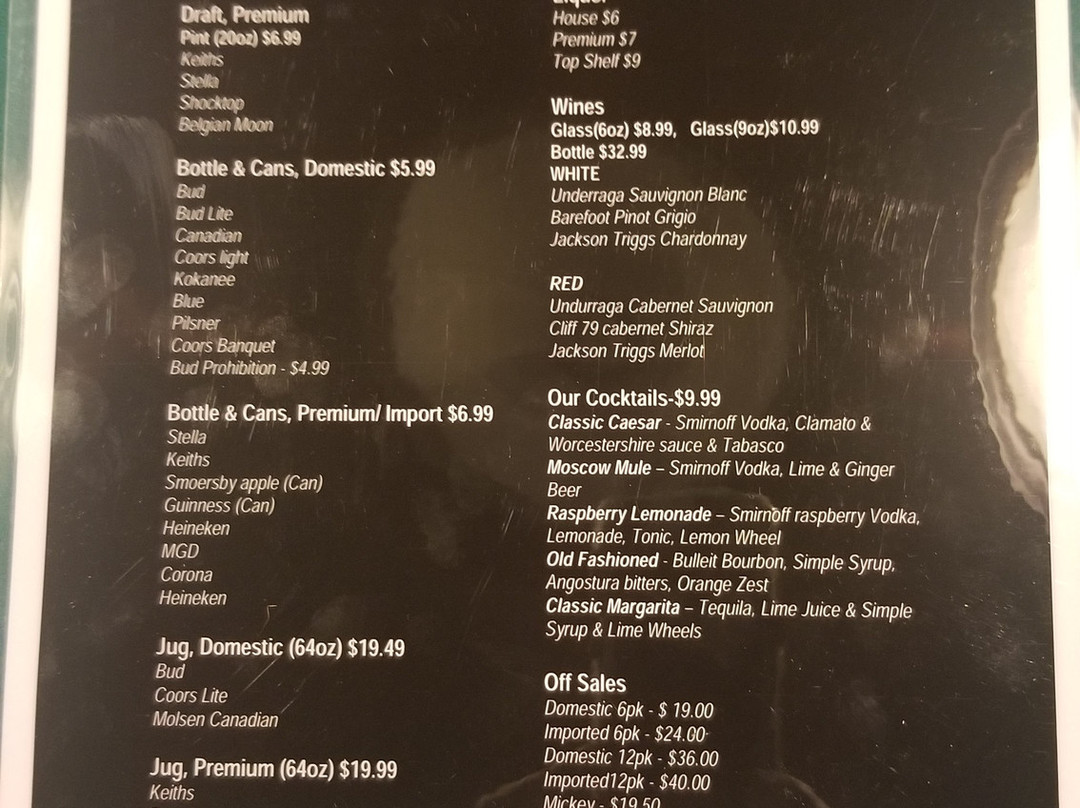 Draft, Premium
Pint (20oz) $6.99
Keiths
Stella
Shocktop
Belgian Moon
Bottle & Cans, Domestic $5.99
Bud
Bud Lite
Canadian
Coors light
Kokanee
Blue
Pilsner
Coors Banquet
Bud Prohibition - $4.99
Bottle & Cans, Premium/ Import $6.99
Stella
Keiths
Smoersby apple (Can)
Guinness (Can)
Heineken
MGD
Corona
Heineken
Jug, Domestic (64oz) $19.49
Bud
Coors Lite
Molsen Canadian
Jug, Premium (64oz) $19.99
Keiths
Liquor
House $6
Premium $7
Top Shelf $9
Wines
Glass(6oz) $8.99, Glass(9oz)$10.99
Bottle $32.99
WHITE
Underraga Sauvignon Blanc
Barefoot Pinot Grigio
Jackson Triggs Chardonnay
RED
Undurraga Cabernet Sauvignon
Cliff 79 cabernet Shiraz
Jackson Triggs Merlot
Our Cocktails-$9.99
Classic Caesar - Smirnoff Vodka, Clamato &
Worcestershire sauce & Tabasco
Moscow Mule – Smirnoff Vodka, Lime & Ginger
Beer
Raspberry Lemonade – Smirnoff raspberry Vodka,
Lemonade, Tonic, Lemon Wheel
Old Fashioned - Bulleit Bourbon, Simple Syrup,
Angostura bitters, Orange Zest
Classic Margarita – Tequila, Lime Juice & Simple
Syrup & Lime Wheels
Off Sales
Domestic 6pk - $ 19.00
Imported 6pk - $24.00
Domestic 12pk - $36.00
Imported12pk - $40.00
Mickey - $19.50